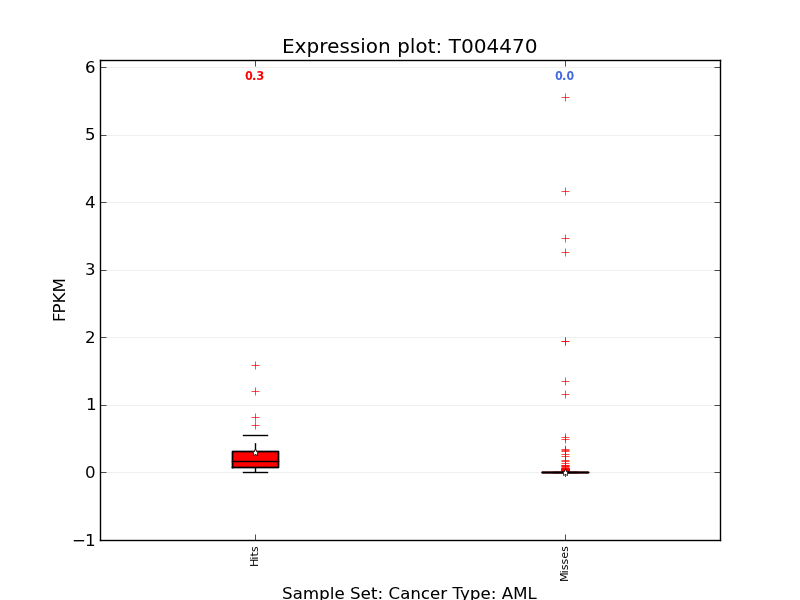 Expression plot: T004470
0.3
0.0
6
5
4
3
2
1
0
−1
FPKM
Hits
Misses
Sample Set: Cancer Type: AML